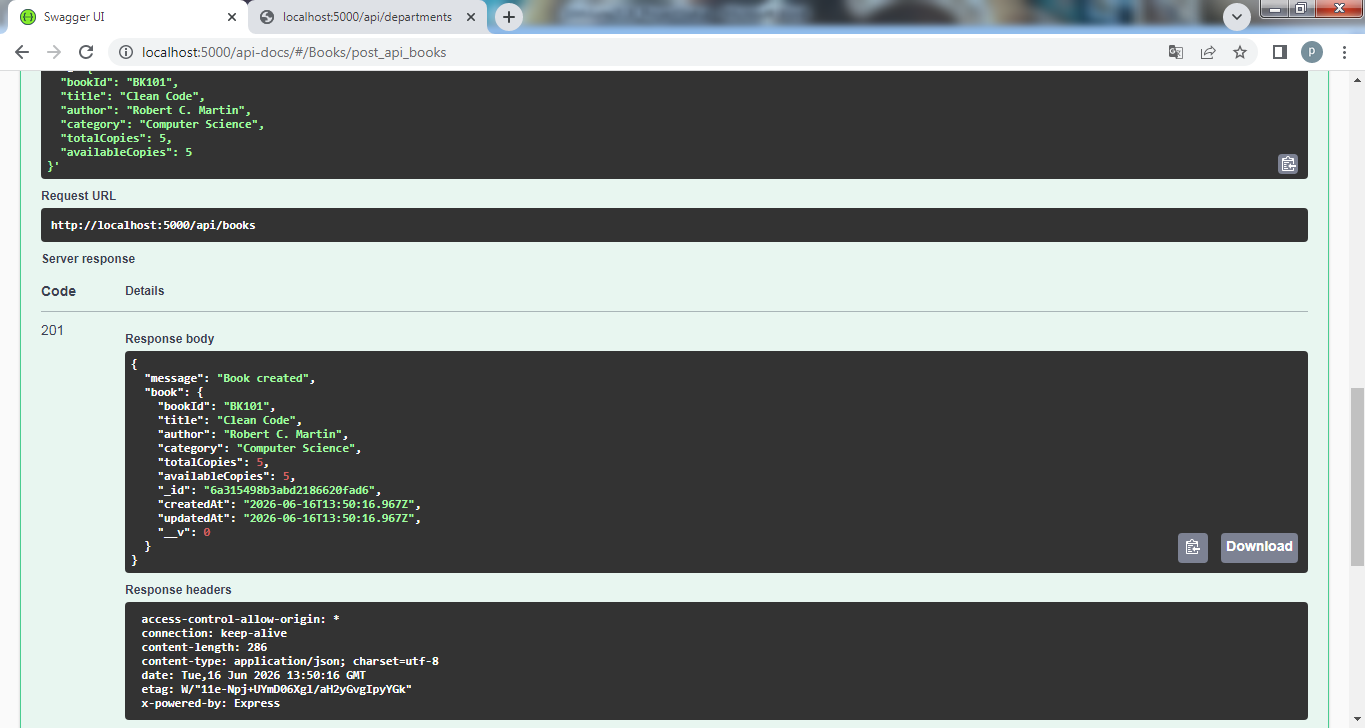 Swagger UI
localhost:5000/api/departments
localhost:5000/api-docs/#/Books/post_api_books
P
"bookId": "BK101",
"title": "Clean Code",
"author": "Robert C. Martin",
"category": "Computer Science",
"totalCopies": 5,
"availableCopies": 5
}'
Request URL
http://localhost:5000/api/books
Server response
Code Details
201
Response body
{
"message": "Book created",
"book": {
"bookId": "BK101",
"title": "Clean Code",
"author": "Robert C. Martin",
"category": "Computer Science",
"totalCopies": 5,
"availableCopies": 5,
"_id": "6a315498b3abd2186620fad6",
"createdAt": "2026-06-16T13:50:16.967Z",
"updatedAt": "2026-06-16T13:50:16.967Z",
"__v": 0
}
}
Download
Response headers
access-control-allow-origin: *
connection: keep-alive
content-length: 286
content-type: application/json; charset=utf-8
date: Tue,16 Jun 2026 13:50:16 GMT
etag: W/"11e-Npj+UYmD06Xgl/aH2yGvgIpyYGk"
x-powered-by: Express